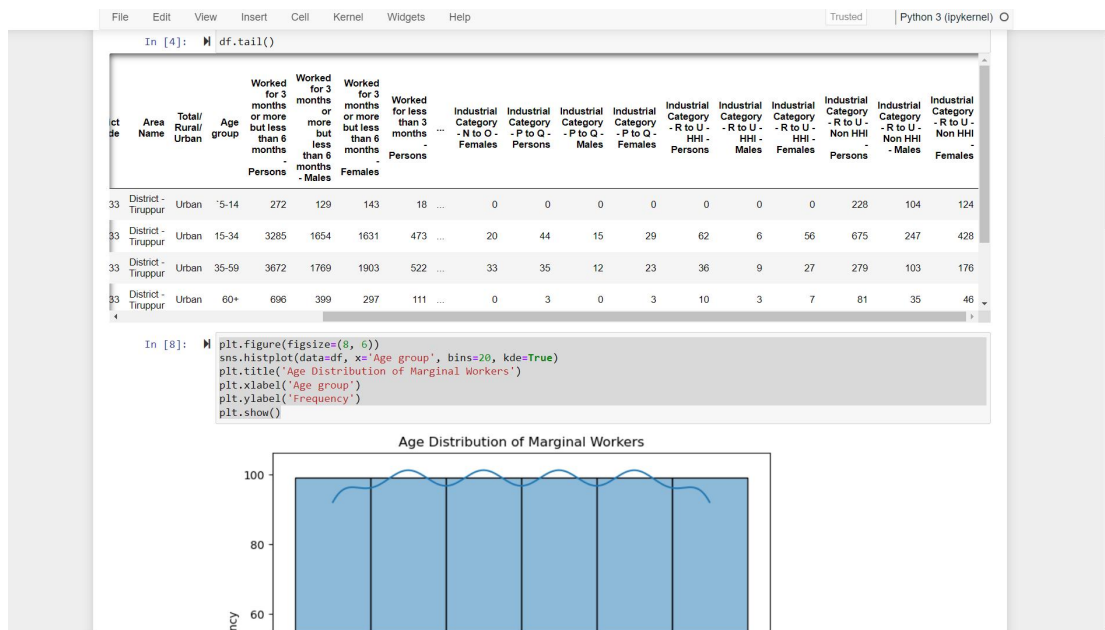 File Edit View Insert Cell Kernel Widgets Help Trusted Python 3 (ipykernel)
In [4]: df.tail()
ct de Area Name Total/ Rural/ Urban Age group Worked for 3 months or more but less than 6 months - Persons Worked for 3 months or more but less than 6 months - Males Worked for 3 months or more but less than 6 months - Females Worked for less than 3 months - Persons ... Industrial Category - N to O - Females Industrial Category - P to Q - Persons Industrial Category - P to Q - Males Industrial Category - P to Q - Females Industrial Category - R to U - HHI - Persons Industrial Category - R to U - HHI - Males Industrial Category - R to U - HHI - Females Industrial Category - R to U - Non HHI - Persons Industrial Category - R to U - Non HHI - Males Industrial Category - R to U - Non HHI - Females
33 District - Tiruppur Urban `5-14 272 129 143 18 ... 0 0 0 0 0 0 0 228 104 124
33 District - Tiruppur Urban 15-34 3285 1654 1631 473 ... 20 44 15 29 62 6 56 675 247 428
33 District - Tiruppur Urban 35-59 3672 1769 1903 522 ... 33 35 12 23 36 9 27 279 103 176
33 District - Tiruppur Urban 60+ 696 399 297 111 ... 0 3 0 3 10 3 7 81 35 46
In [8]: plt.figure(figsize=(8, 6))
sns.histplot(data=df, x='Age group', bins=20, kde=True)
plt.title('Age Distribution of Marginal Workers')
plt.xlabel('Age group')
plt.ylabel('Frequency')
plt.show()
Age Distribution of Marginal Workers
100
80
60
ncy